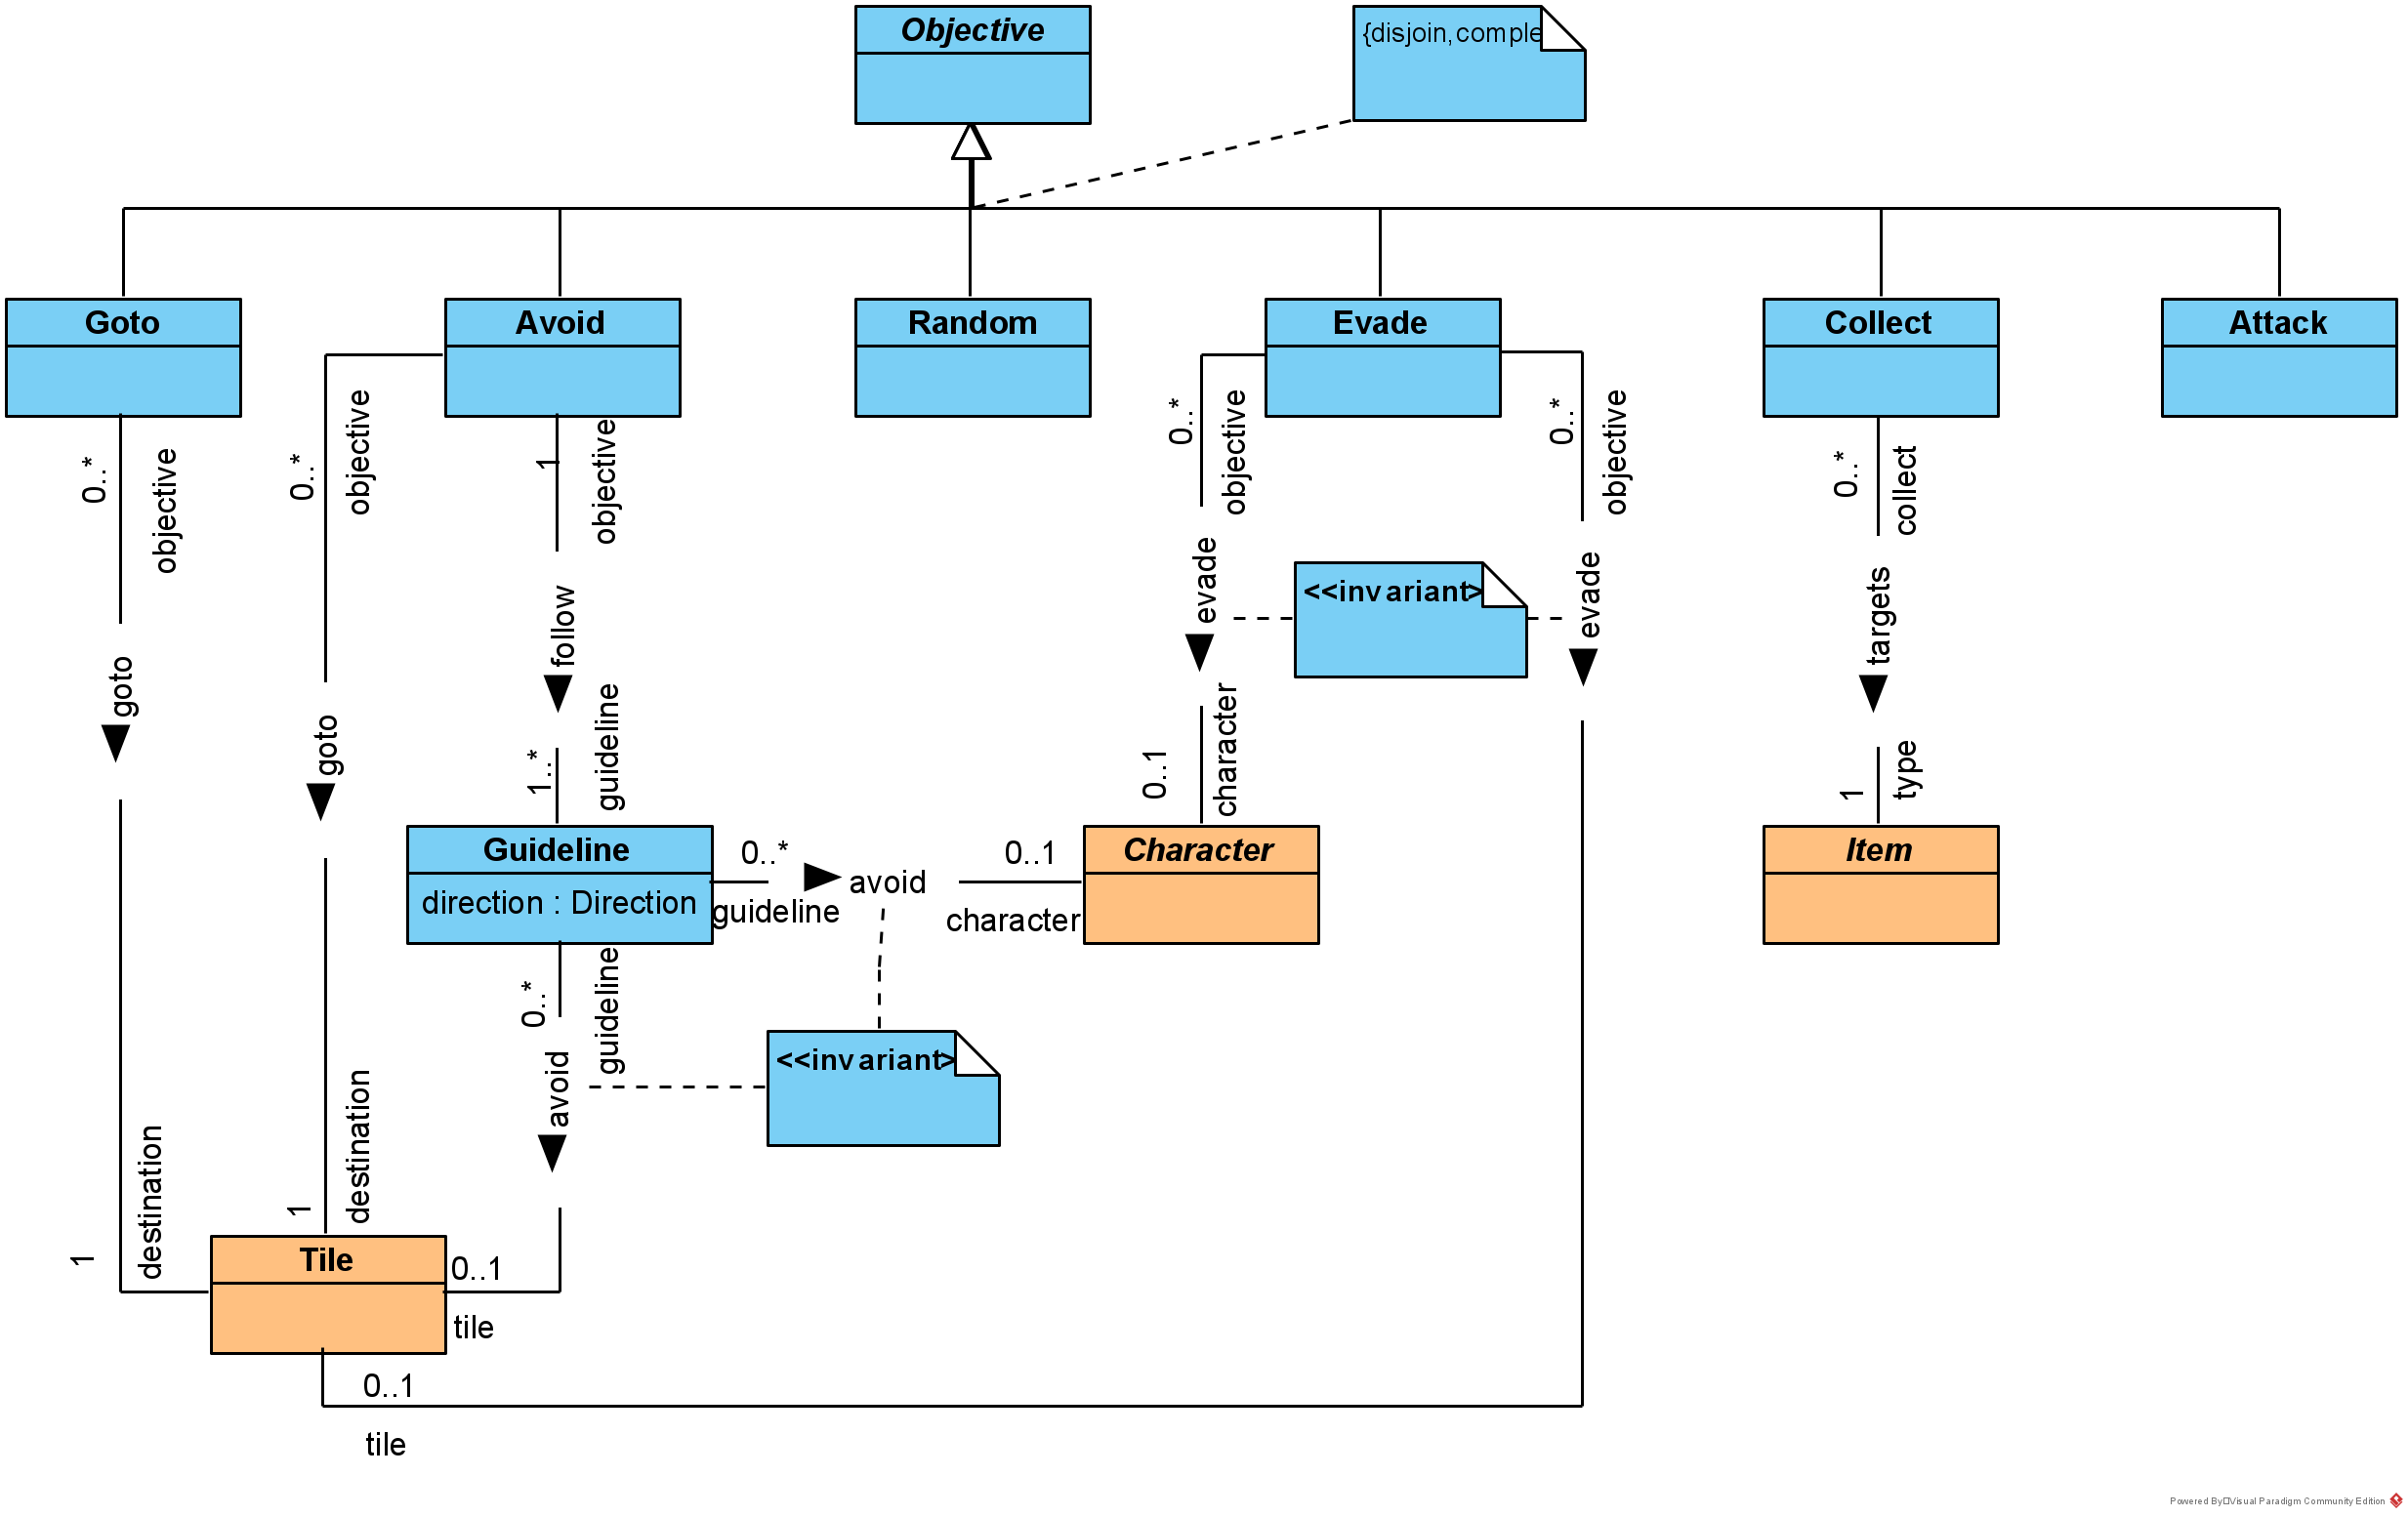 Objective
{disjoin,comple
Goto
Avoid
Random
Evade
Collect
Attack
0..*
objective
0..*
objective
1
objective
0..*
objective
0..*
objective
0..*
collect
goto
goto
follow
evade
<<invariant>
evade
targets
1..*
guideline
0..1
character
1
type
Guideline
direction : Direction
0..*
guideline
avoid
0..1
character
Character
Item
0..*
guideline
avoid
<<invariant>
1
destination
1
destination
Tile
0..1
tile
0..1
tile
Powered By Visual Paradigm Community Edition